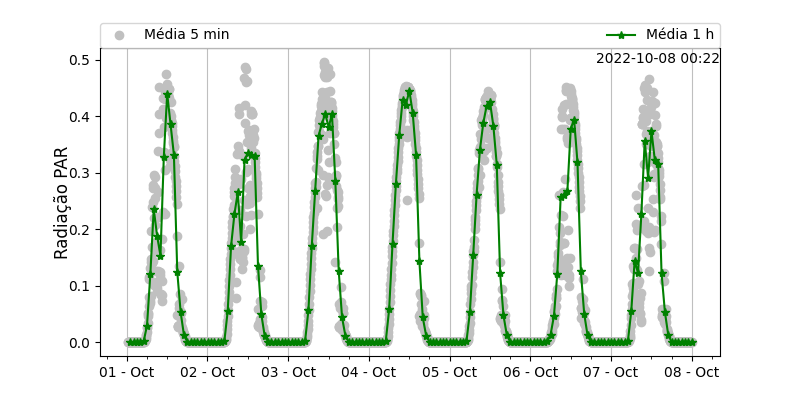 Média 5 min
Média 1 h
2022-10-08 00:22
Radiação PAR
0.5
0.4
0.3
0.2
0.1
0.0
01 - Oct
02 - Oct
03 - Oct
04 - Oct
05 - Oct
06 - Oct
07 - Oct
08 - Oct